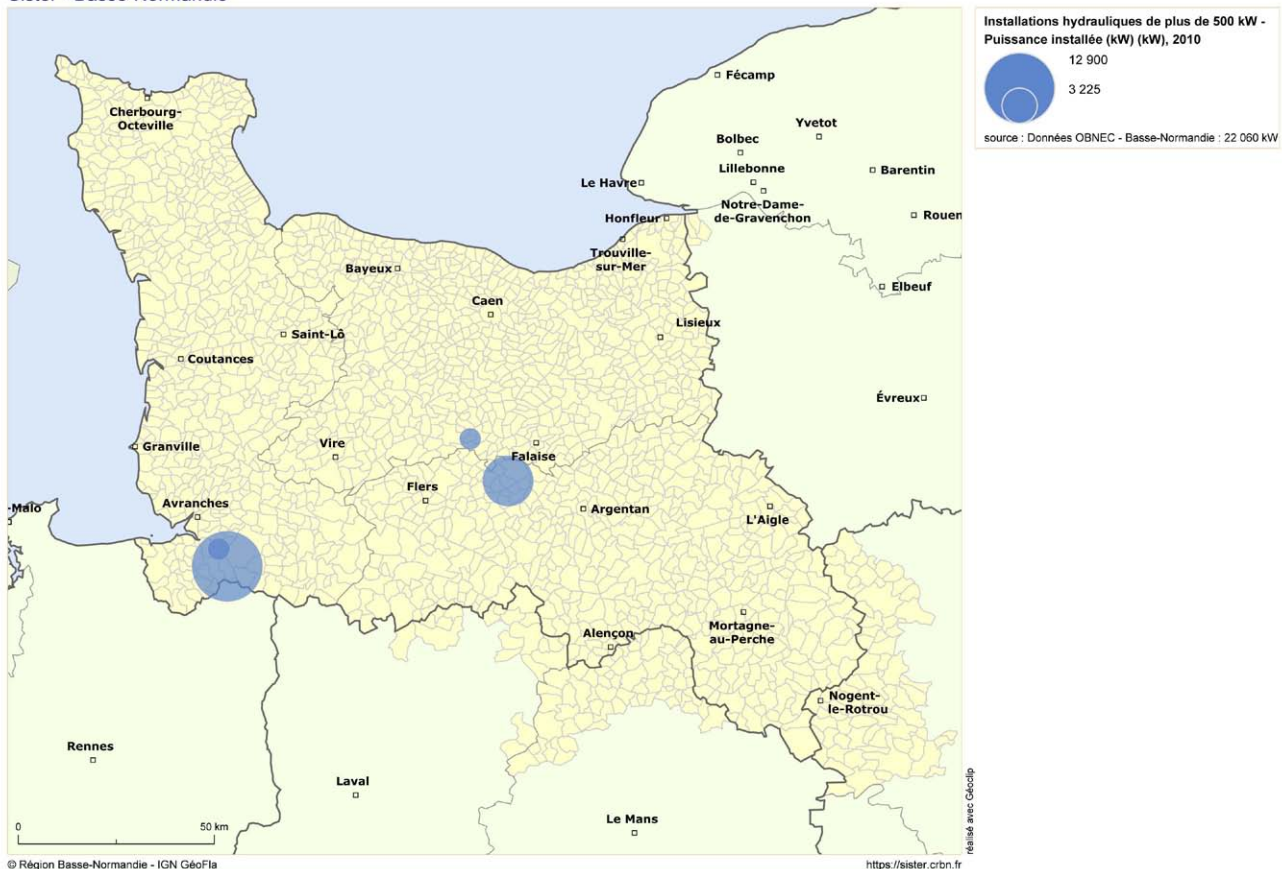 Installations hydrauliques de plus de 500 kW -
Puissance installée (kW) (kW), 2010
12 900
3 225
source : Données OBNEC - Basse-Normandie : 22 060 kW
Fécamp
Cherbourg-
Octeville
Yvetot
Bolbec
Barentin
Lillebonne
Le Havre
Notre-Dame-
de-Gravenchon
Rouen
Honfleur
Trouville-
sur-Mer
Bayeux
Elbeuf
Caen
Lisieux
Saint-Lô
Coutances
Évreux
Granville
Vire
Falaise
Flers
Avranches
Argentan
L'Aigle
-Malo
Mortagne-
au-Perche
Alençon
Nogent-
le-Rotrou
Rennes
Laval
Le Mans
0 50 km
réalisé avec Géoclip
© Région Basse-Normandie - IGN GéoFla
https://sister.crbn.fr